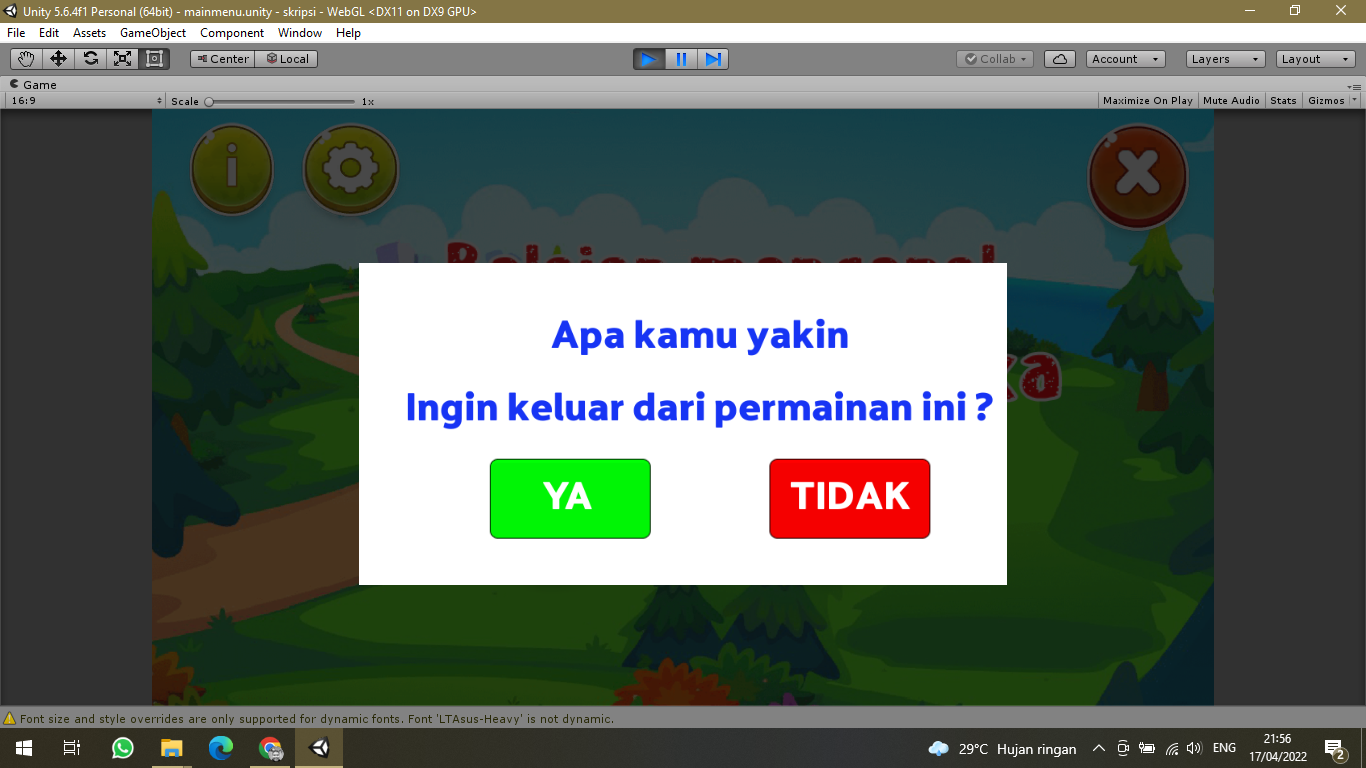 Unity 5.6.4f1 Personal (64bit) - mainmenu.unity - skripsi - WebGL <DX11 on DX9 GPU>
File Edit Assets GameObject Component Window Help
Center Local Collab Account Layers Layout
Game
16:9 Scale 1x Maximize On Play Mute Audio Stats Gizmos
i
Belajar mengenal
Apa kamu yakin
Ingin keluar dari permainan ini ?
YA TIDAK
Font size and style overrides are only supported for dynamic fonts. Font 'LTAsus-Heavy' is not dynamic.
29°C Hujan ringan ENG 21:56
17/04/2022
2